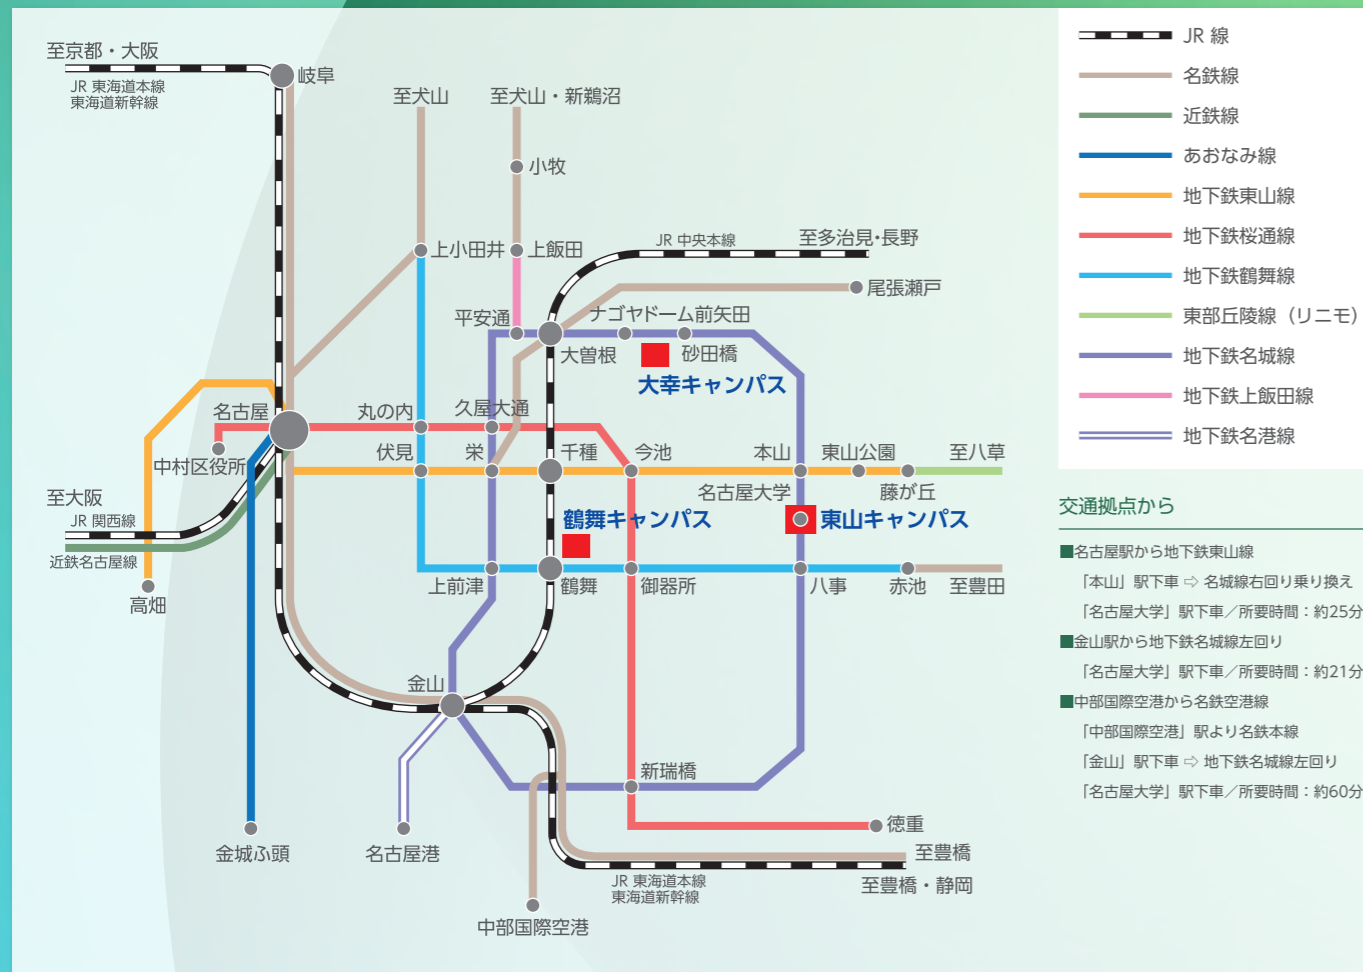 至京都・大阪
JR 東海道本線
東海道新幹線
岐阜
至犬山
至犬山・新鵜沼
小牧
上小田井
上飯田
JR 中央本線
至多治見・長野
尾張瀬戸
平安通
ナゴヤドーム前矢田
大曽根
砂田橋
大幸キャンパス
名古屋
丸の内
久屋大通
中村区役所
伏見
栄
千種
今池
本山
東山公園
至八草
藤が丘
名古屋大学
至大阪
JR 関西線
近鉄名古屋線
鶴舞キャンパス
東山キャンパス
高畑
上前津
鶴舞
御器所
八事
赤池
至豊田
金山
新瑞橋
金城ふ頭
名古屋港
徳重
至豊橋
至豊橋・静岡
JR 東海道本線
東海道新幹線
中部国際空港
JR 線
名鉄線
近鉄線
あおなみ線
地下鉄東山線
地下鉄桜通線
地下鉄鶴舞線
東部丘陵線（リニモ）
地下鉄名城線
地下鉄上飯田線
地下鉄名港線
交通拠点から
■名古屋駅から地下鉄東山線
「本山」駅下車 ⇨ 名城線右回り乗り換え
「名古屋大学」駅下車／所要時間：約25分
■金山駅から地下鉄名城線左回り
「名古屋大学」駅下車／所要時間：約21分
■中部国際空港から名鉄空港線
「中部国際空港」駅より名鉄本線
「金山」駅下車 ⇨ 地下鉄名城線左回り
「名古屋大学」駅下車／所要時間：約60分